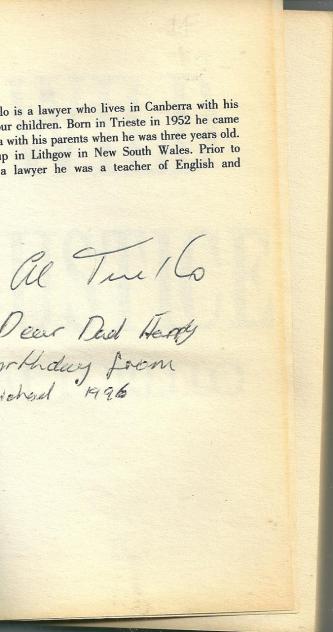 lo is a lawyer who lives in Canberra with his
our children. Born in Trieste in 1952 he came
a with his parents when he was three years old.
up in Lithgow in New South Wales. Prior to
a lawyer he was a teacher of English and
Al
Dear Dad Happy
rthday from
ichael 1996